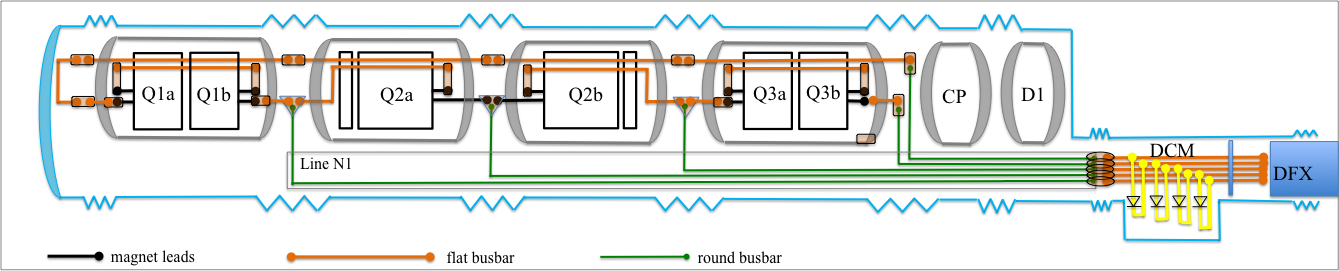 Q1a Q1b Q2a Q2b Q3a Q3b CP D1
DCM
Line N1
DFX
magnet leads flat busbar round busbar